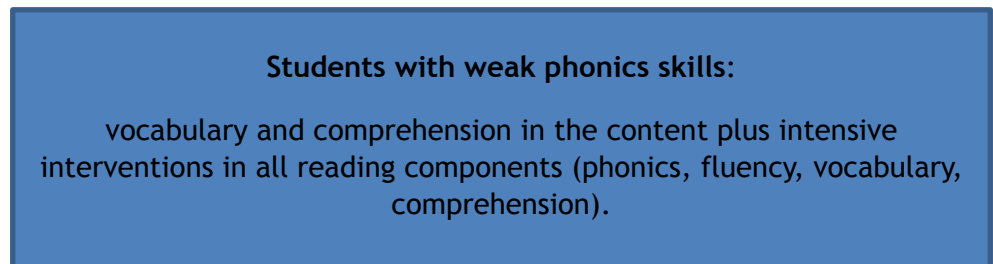 Students with weak phonics skills:
vocabulary and comprehension in the content plus intensive
interventions in all reading components (phonics, fluency, vocabulary,
comprehension).